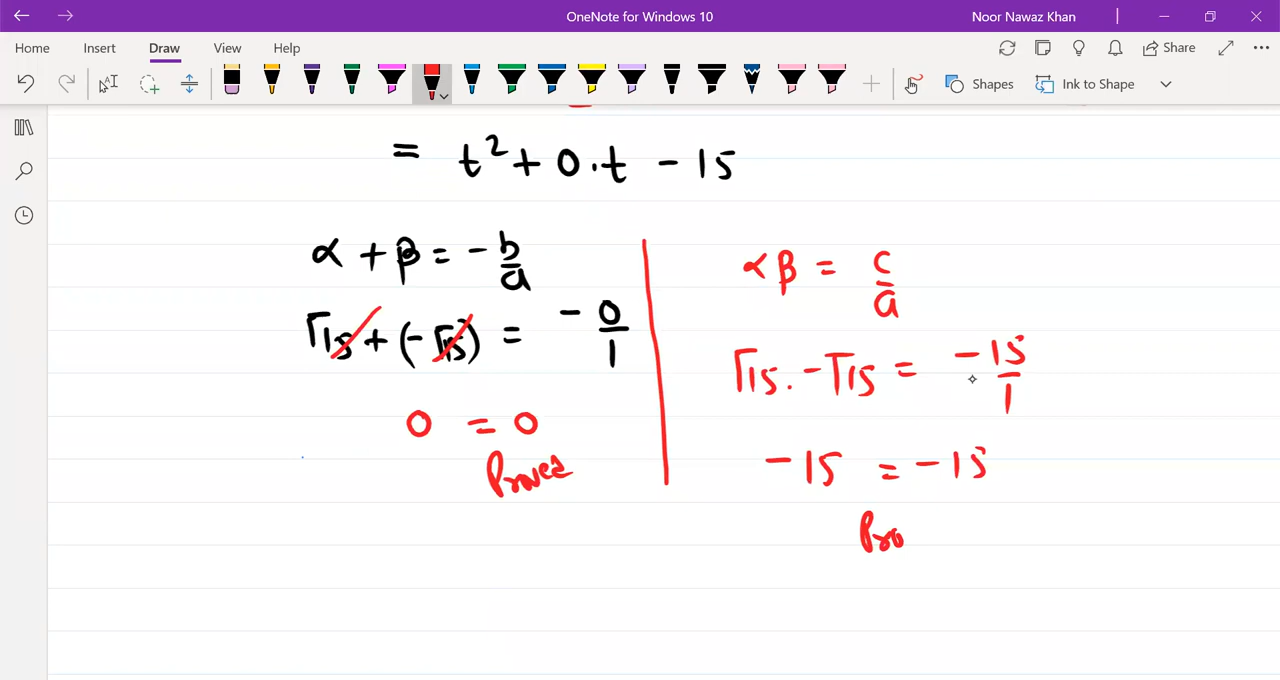 OneNote for Windows 10
Noor Nawaz Khan
Home Insert Draw View Help
Share
Shapes
Ink to Shape
= t² + 0·t - 15
α + β = -b/a
√15 + (-√15) = -0/1
0 = 0
Proved
αβ = c/a
√15 · -√15 = -15/1
-15 = -15
Pro